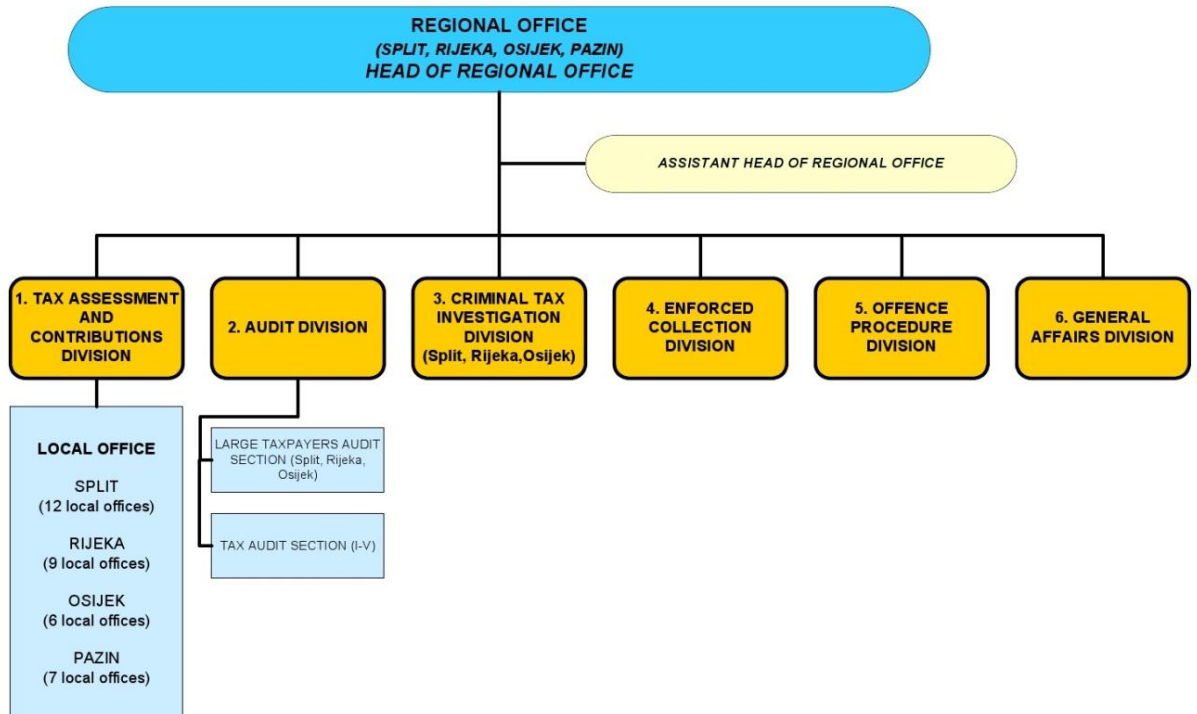 REGIONAL OFFICE
(SPLIT, RIJEKA, OSIJEK, PAZIN)
HEAD OF REGIONAL OFFICE
ASSISTANT HEAD OF REGIONAL OFFICE
1. TAX ASSESSMENT
AND
CONTRIBUTIONS
DIVISION
2. AUDIT DIVISION
3. CRIMINAL TAX
INVESTIGATION
DIVISION
(Split, Rijeka,Osijek)
4. ENFORCED
COLLECTION
DIVISION
5. OFFENCE
PROCEDURE
DIVISION
6. GENERAL
AFFAIRS DIVISION
LOCAL OFFICE
SPLIT
(12 local offices)
RIJEKA
(9 local offices)
OSIJEK
(6 local offices)
PAZIN
(7 local offices)
LARGE TAXPAYERS AUDIT
SECTION (Split, Rijeka,
Osijek)
TAX AUDIT SECTION (I-V)